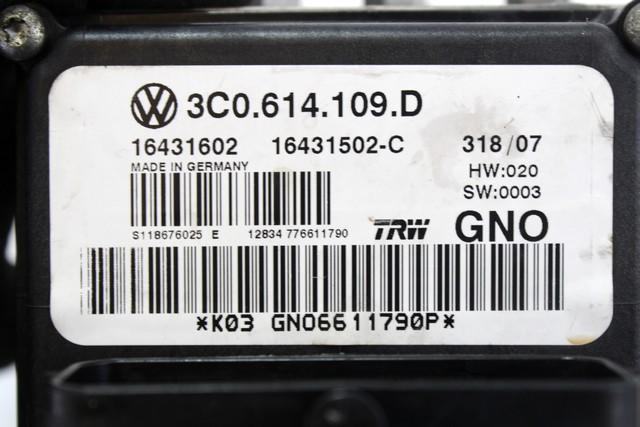 3C0.614.109.D
16431602 16431502-C 318/07
MADE IN GERMANY HW:020
SW:0003
S118676025 E 12834 776611790 TRW GNO
*K03 GNO6611790P*